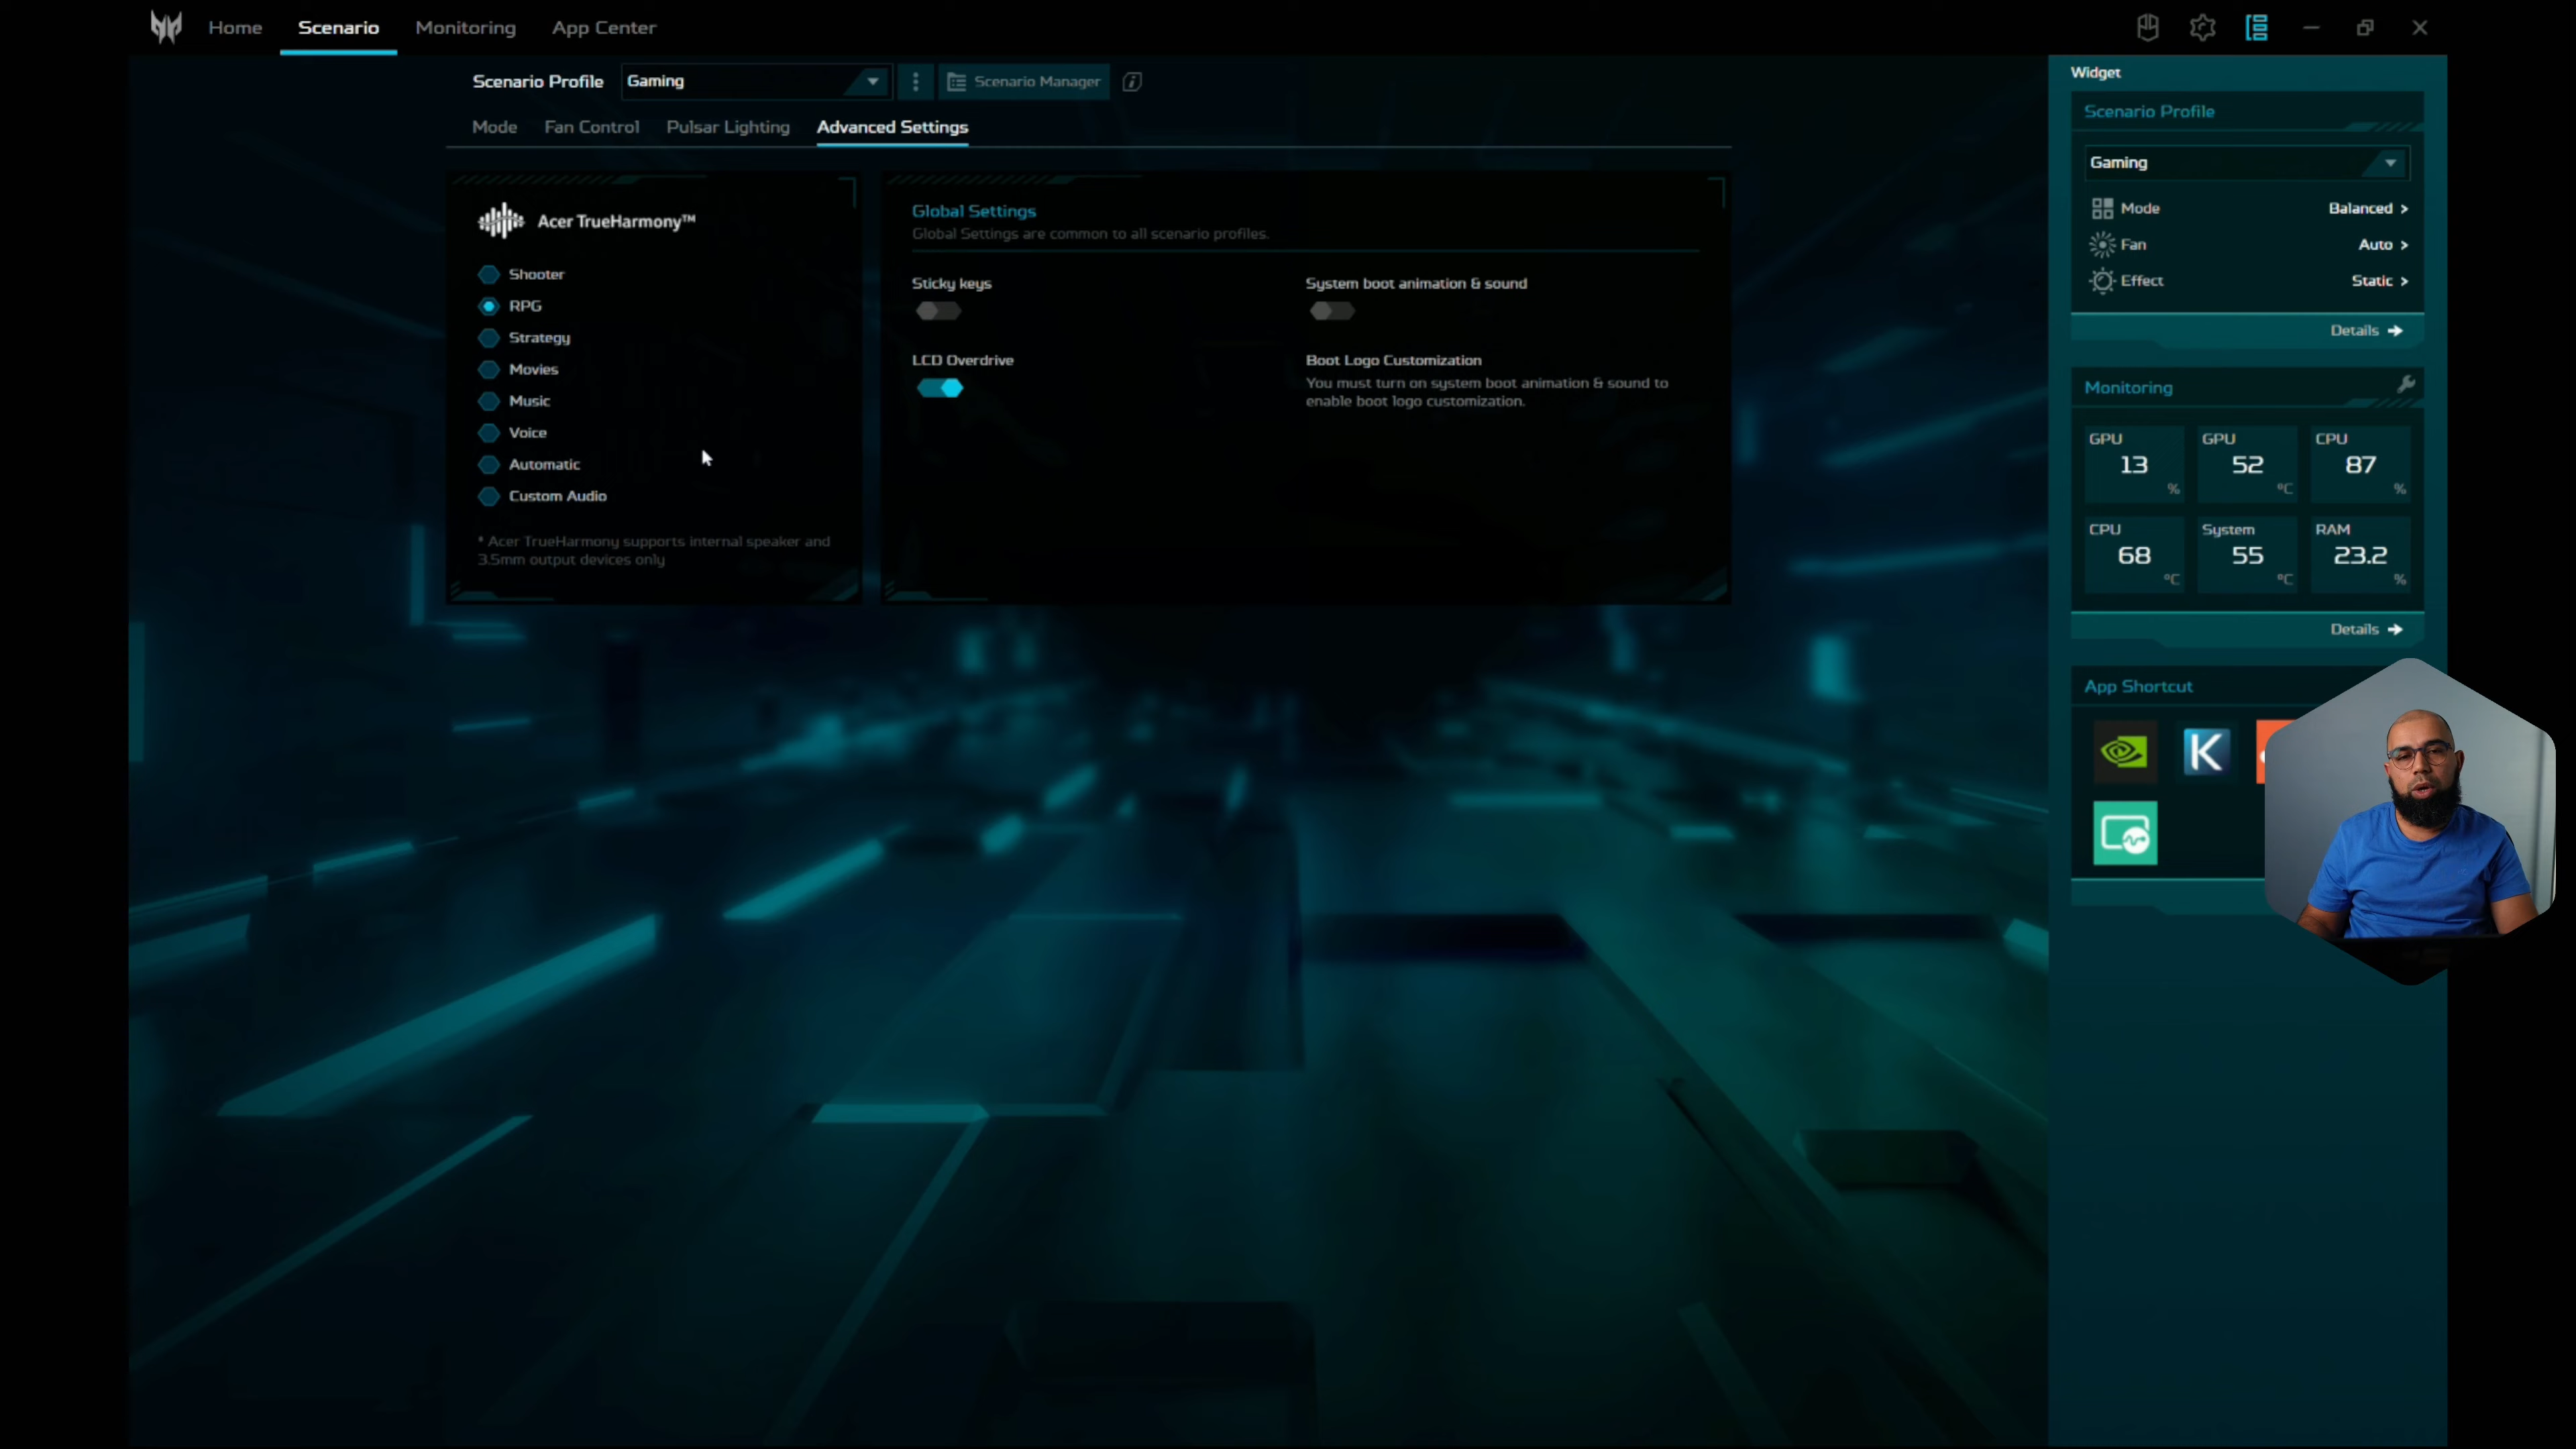 Home
Scenario
Monitoring
App Center
Scenario Profile
Gaming
Scenario Manager
Mode
Fan Control
Pulsar Lighting
Advanced Settings
Acer TrueHarmony™
Shooter
RPG
Strategy
Movies
Music
Voice
Automatic
Custom Audio
* Acer TrueHarmony supports internal speaker and
3.5mm output devices only
Global Settings
Global Settings are common to all scenario profiles.
Sticky keys
System boot animation & sound
LCD Overdrive
Boot Logo Customization
You must turn on system boot animation & sound to
enable boot logo customization.
Widget
Scenario Profile
Gaming
Mode Balanced >
Fan Auto >
Effect Static >
Details
Monitoring
GPU 13 %
GPU 52 °C
CPU 87 %
CPU 68 °C
System 55 °C
RAM 23.2 %
Details
App Shortcut
K